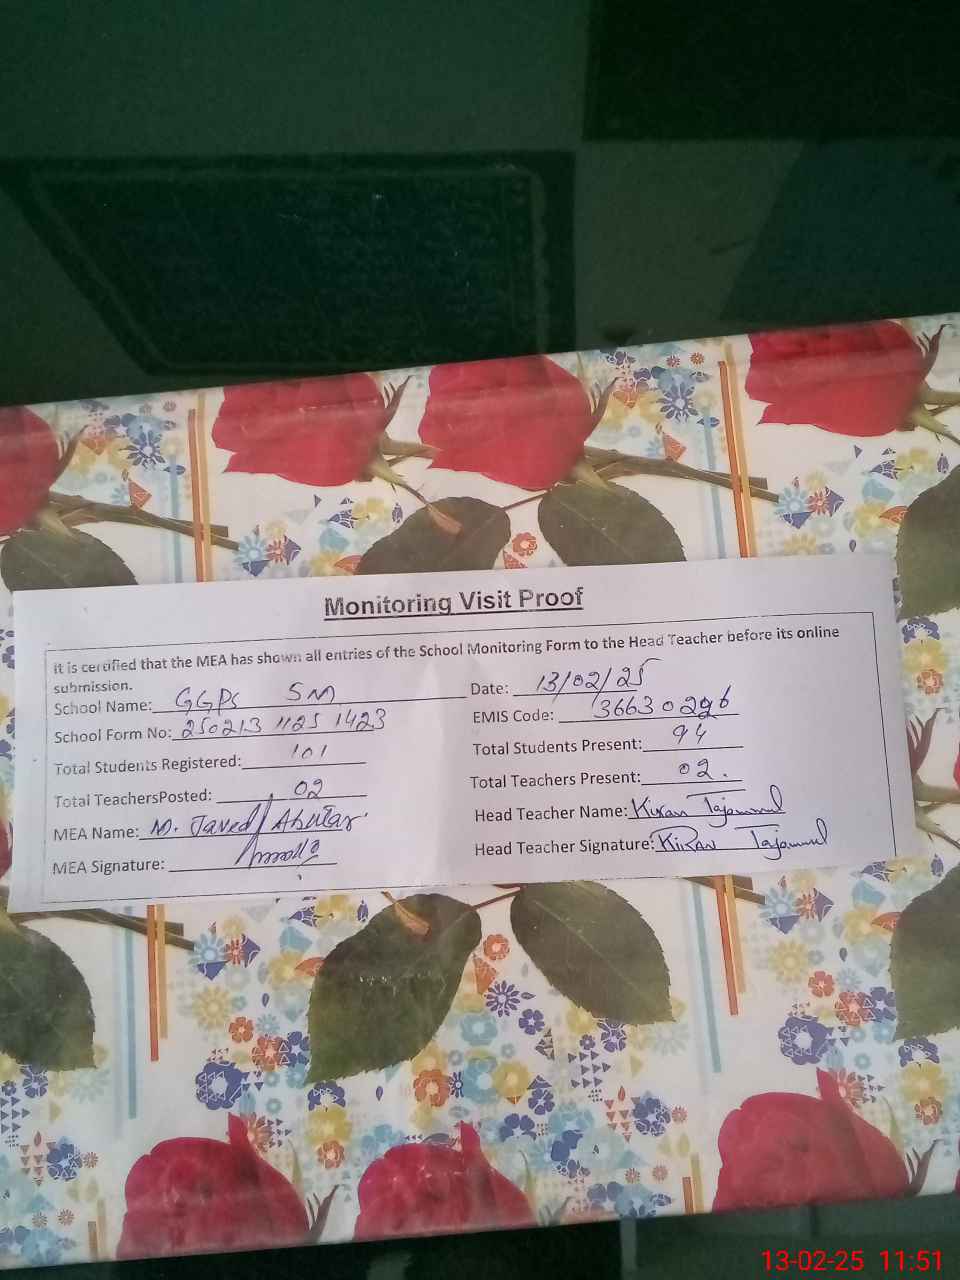 Monitoring Visit Proof
It is certified that the MEA has shown all entries of the School Monitoring Form to the Head Teacher before its online
submission.
School Name: GGPS SM Date: 13/02/25
School Form No: 250213 1125 1423 EMIS Code: 36630296
Total Students Registered: 101 Total Students Present: 94
Total TeachersPosted: 02 Total Teachers Present: 02.
MEA Name: M. Javed Head Teacher Name: Kiran Tajammul
MEA Signature: Head Teacher Signature: Kiran Tajammul
13-02-25 11:51